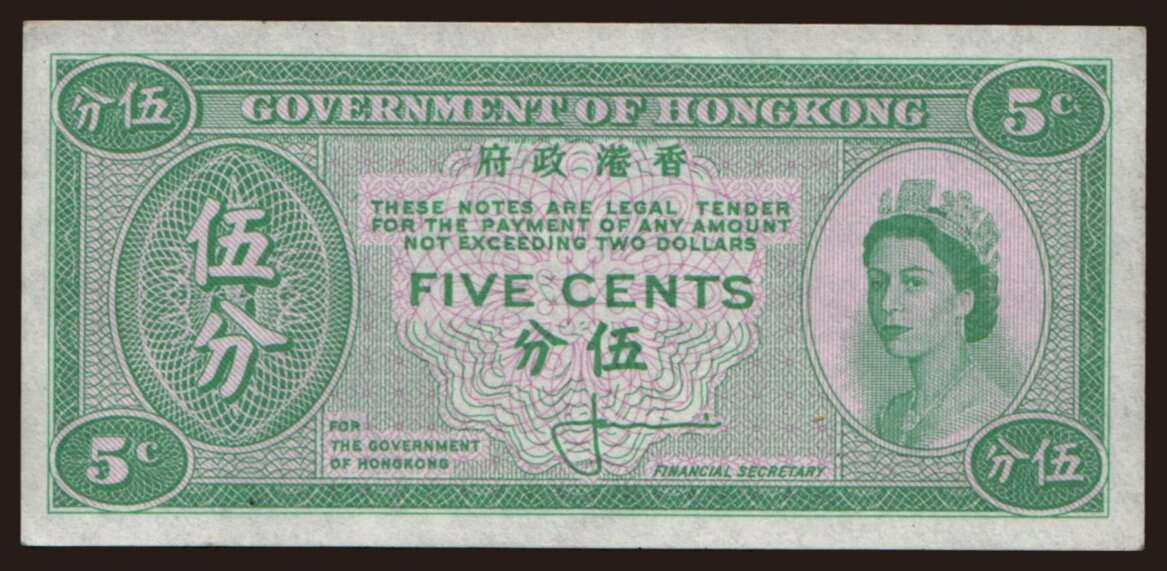 分伍
GOVERNMENT OF HONGKONG
5c.
府政港香
THESE NOTES ARE LEGAL TENDER
FOR THE PAYMENT OF ANY AMOUNT
NOT EXCEEDING TWO DOLLARS
伍分
FIVE CENTS
分伍
FOR
THE GOVERNMENT
OF HONGKONG
FINANCIAL SECRETARY
5c
分伍